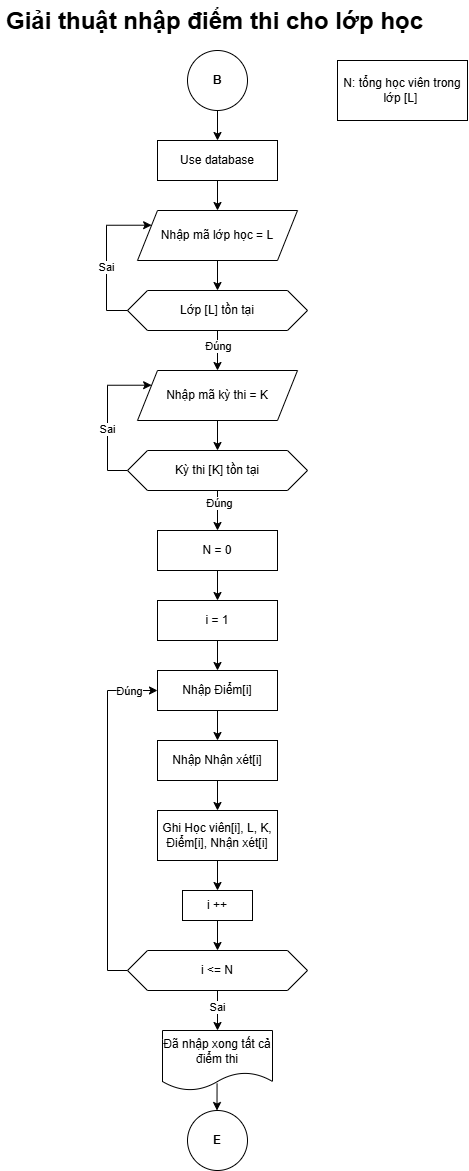 Giải thuật nhập điểm thi cho lớp học
B
N: tổng học viên trong
lớp [L]
Use database
Nhập mã lớp học = L
Sai
Lớp [L] tồn tại
Đúng
Nhập mã kỳ thi = K
Sai
Kỳ thi [K] tồn tại
Đúng
N = 0
i = 1
Đúng
Nhập Điểm[i]
Nhập Nhận xét[i]
Ghi Học viên[i], L, K,
Điểm[i], Nhận xét[i]
i ++
i <= N
Sai
Đã nhập xong tất cả
điểm thi
E